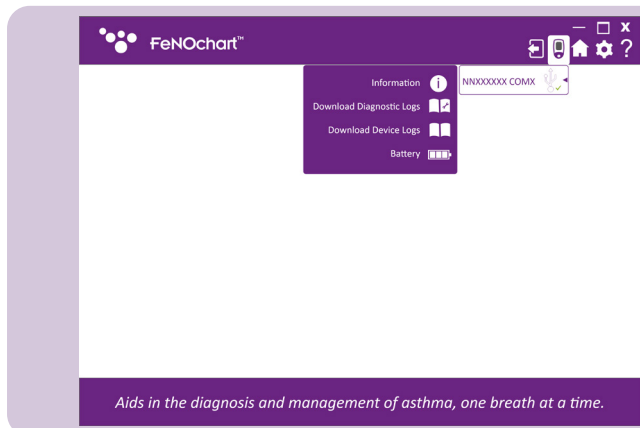 FeNOchart™
X
?
Information i
NNXXXXXX COMX
Download Diagnostic Logs
Download Device Logs
Battery
Aids in the diagnosis and management of asthma, one breath at a time.